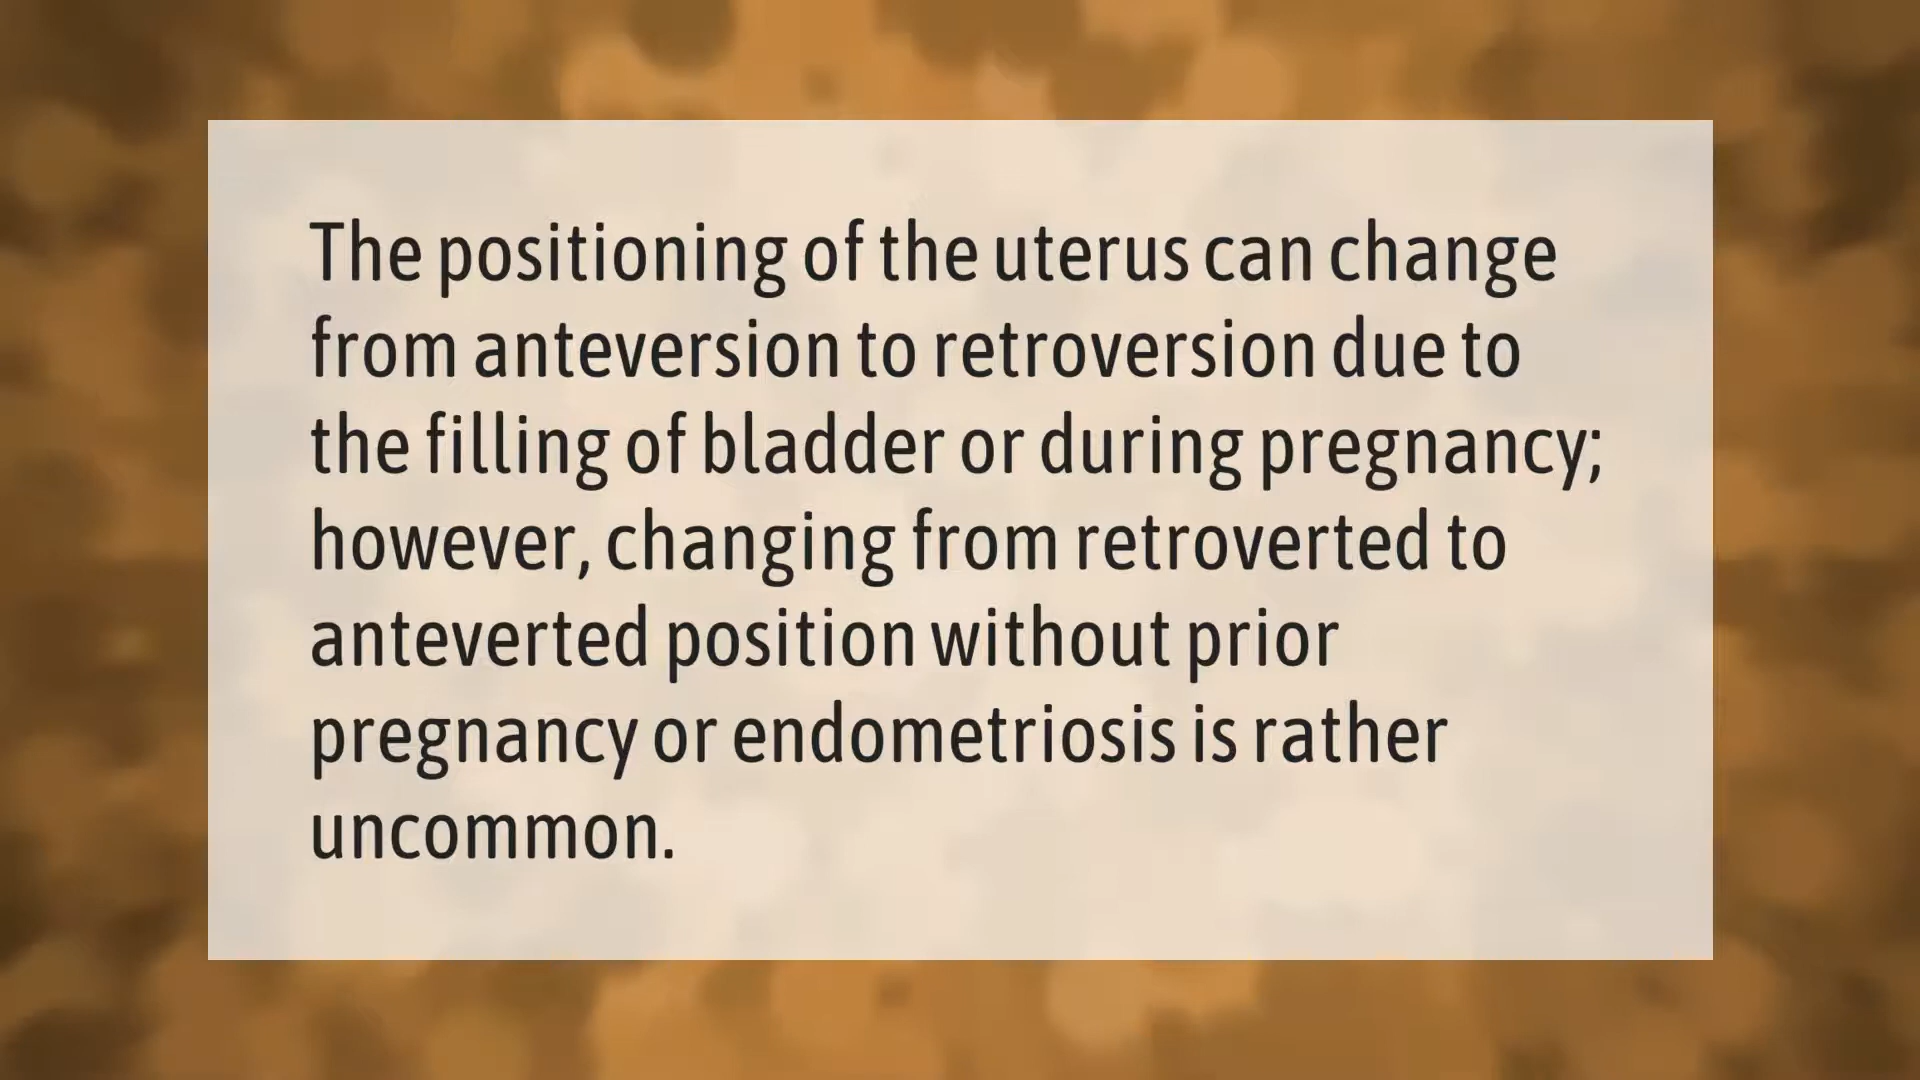 The positioning of the uterus can change
from anteversion to retroversion due to
the filling of bladder or during pregnancy;
however, changing from retroverted to
anteverted position without prior
pregnancy or endometriosis is rather
uncommon.